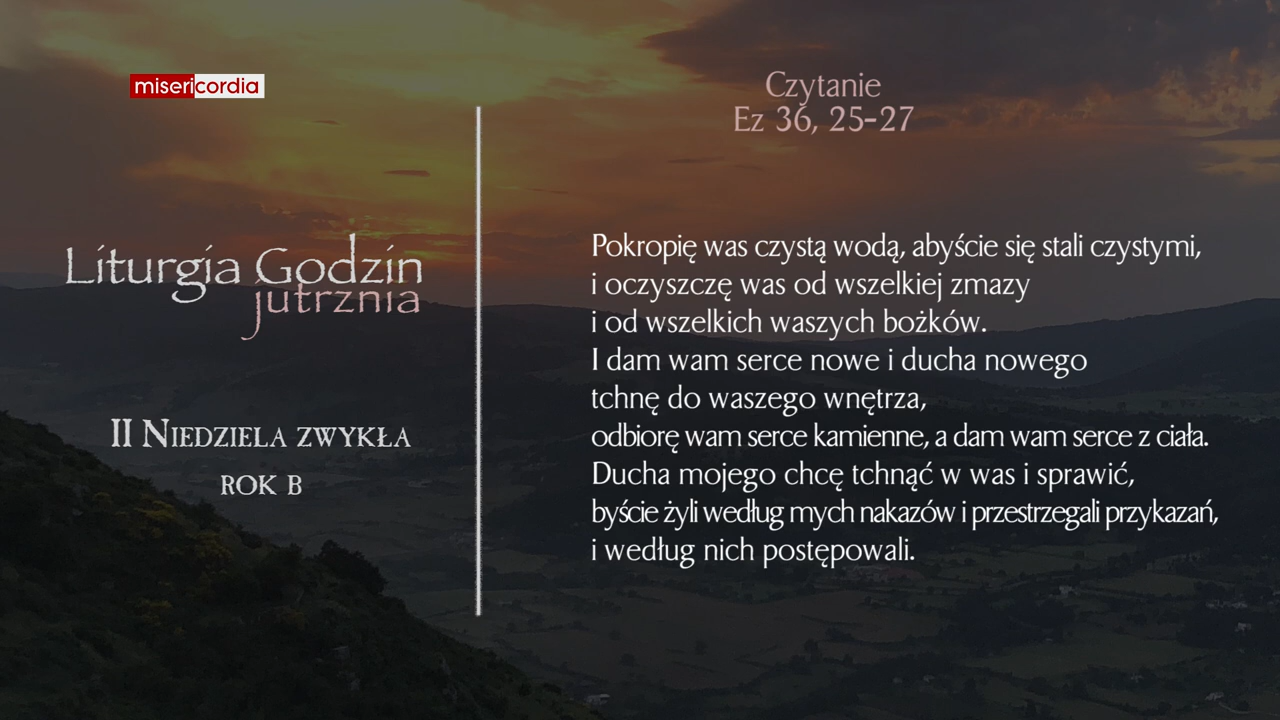 misericordia
Liturgia Godzin
jutrznia
II Niedziela zwykła
rok B
Czytanie
Ez 36, 25-27
Pokropię was czystą wodą, abyście się stali czystymi,
i oczyszczę was od wszelkiej zmazy
i od wszelkich waszych bożków.
I dam wam serce nowe i ducha nowego
tchnę do waszego wnętrza,
odbiorę wam serce kamienne, a dam wam serce z ciała.
Ducha mojego chcę tchnąć w was i sprawić,
byście żyli według mych nakazów i przestrzegali przykazań,
i według nich postępowali.